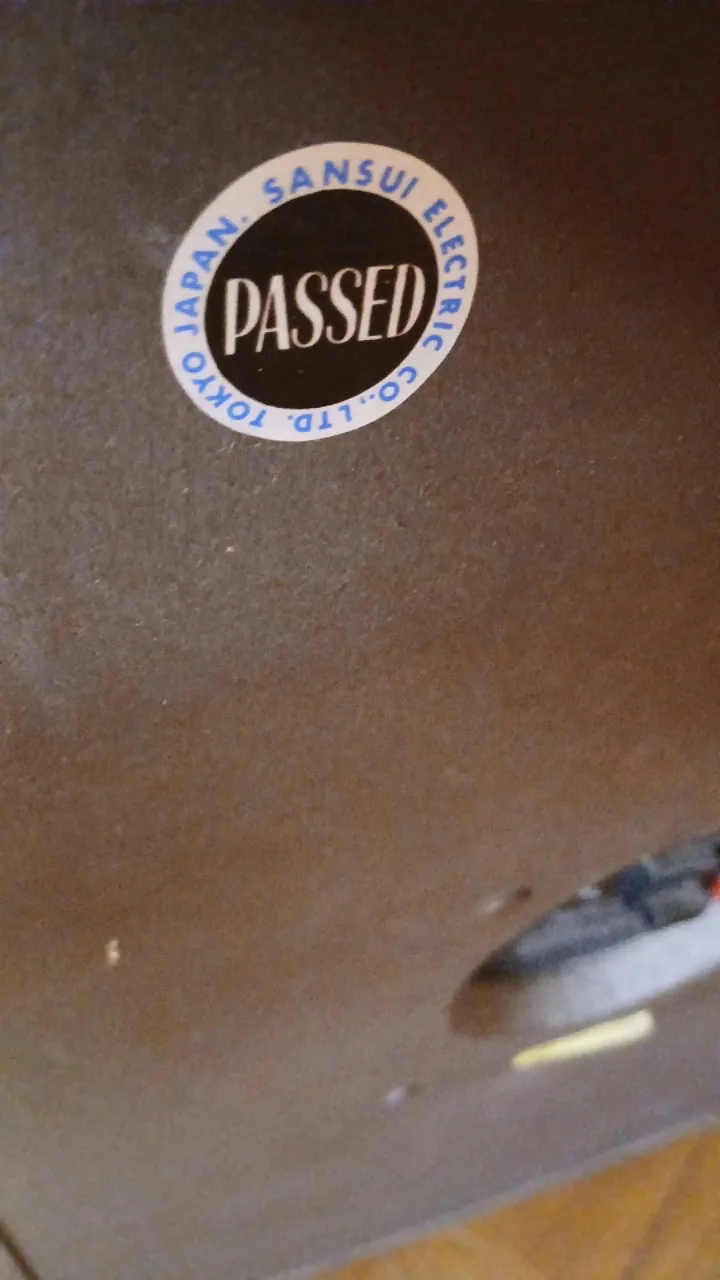 SANSUI ELECTRIC CO., LTD. TOKYO JAPAN.
PASSED